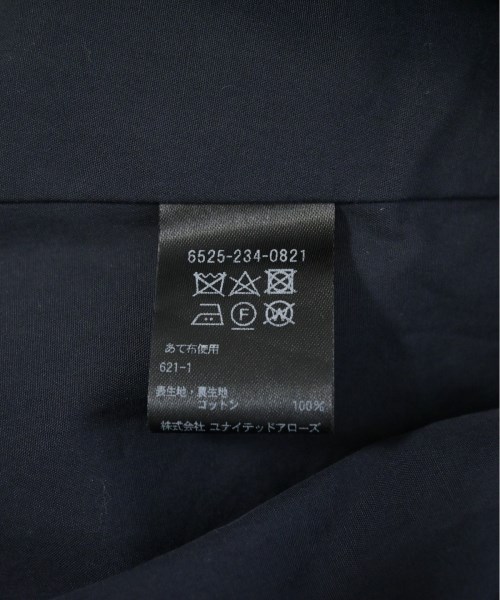 6525-234-0821
F W
あて布使用
621-1
表生地・裏生地
コットン 100%
株式会社 ユナイテッドアローズ